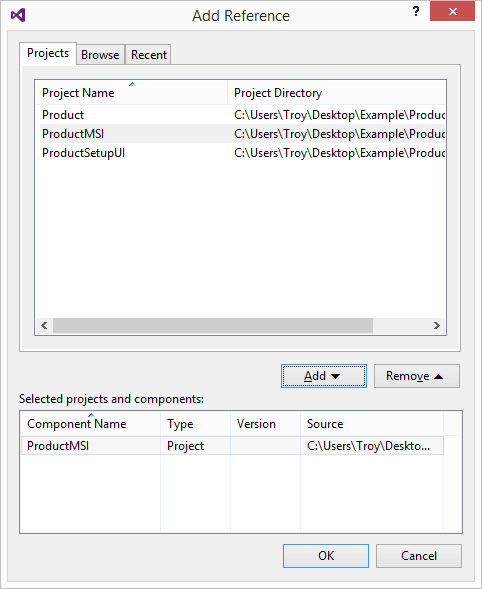 Add Reference
?
Projects Browse Recent
Project Name Project Directory
Product C:\Users\Troy\Desktop\Example\Produc
ProductMSI C:\Users\Troy\Desktop\Example\Produc
ProductSetupUI C:\Users\Troy\Desktop\Example\Produc
Add Remove
Selected projects and components:
Component Name Type Version Source
ProductMSI Project C:\Users\Troy\Deskto...
OK Cancel